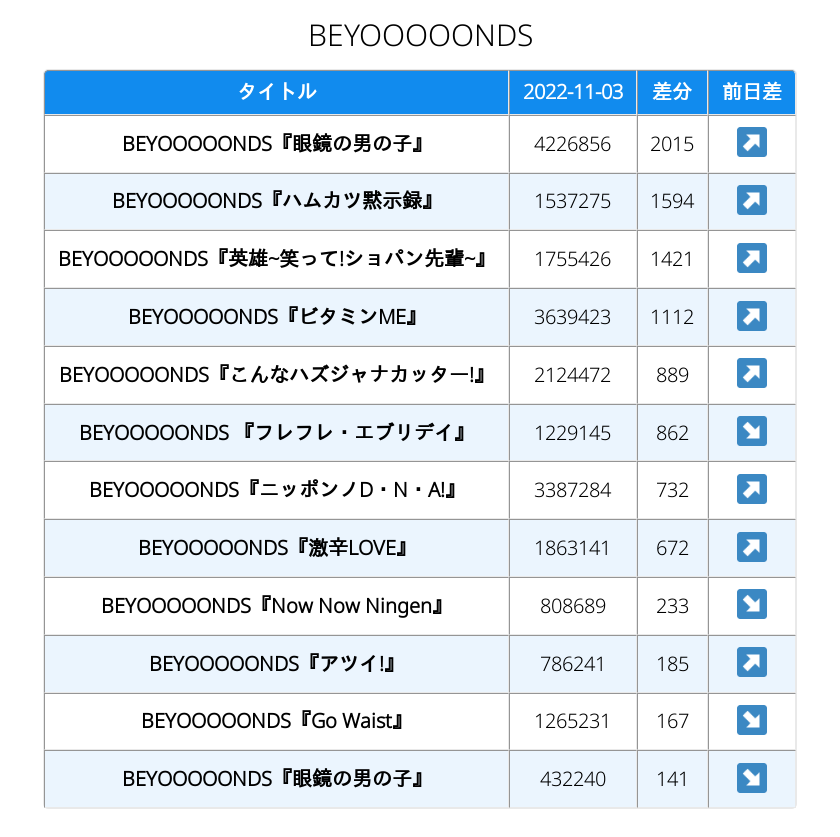 BEYOOOOONDS
タイトル 2022-11-03 差分 前日差
BEYOOOOONDS『眼鏡の男の子』 4226856 2015 ↗
BEYOOOOONDS『ハムカツ黙示録』 1537275 1594 ↗
BEYOOOOONDS『英雄~笑って!ショパン先輩~』 1755426 1421 ↗
BEYOOOOONDS『ビタミンME』 3639423 1112 ↗
BEYOOOOONDS『こんなハズジャナカッター!』 2124472 889 ↗
BEYOOOOONDS 『フレフレ・エブリデイ』 1229145 862 ↘
BEYOOOOONDS『ニッポンノD・N・A!』 3387284 732 ↗
BEYOOOOONDS『激辛LOVE』 1863141 672 ↗
BEYOOOOONDS『Now Now Ningen』 808689 233 ↘
BEYOOOOONDS『アツイ!』 786241 185 ↗
BEYOOOOONDS『Go Waist』 1265231 167 ↘
BEYOOOOONDS『眼鏡の男の子』 432240 141 ↘